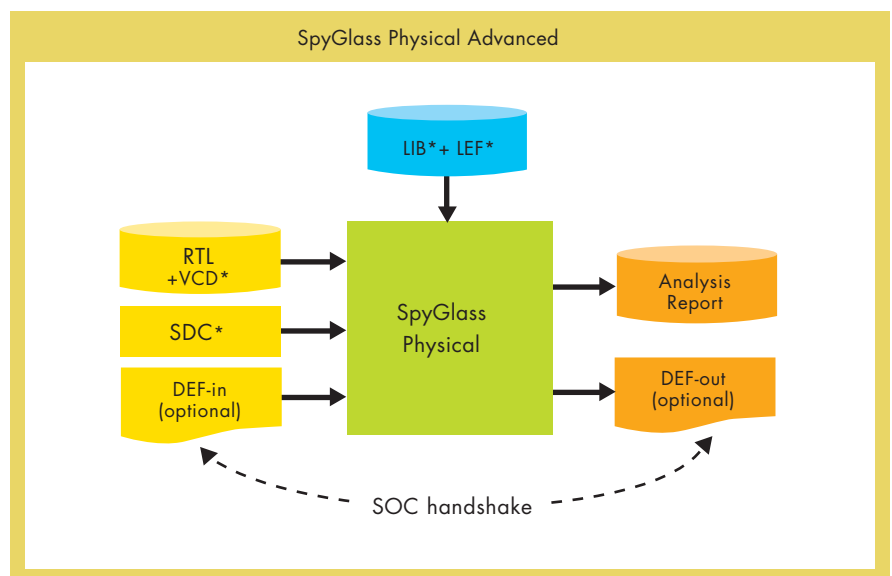 SpyGlass Physical Advanced
LIB*+ LEF*
RTL
+VCD*
SDC*
DEF-in
(optional)
SpyGlass
Physical
Analysis
Report
DEF-out
(optional)
SOC handshake